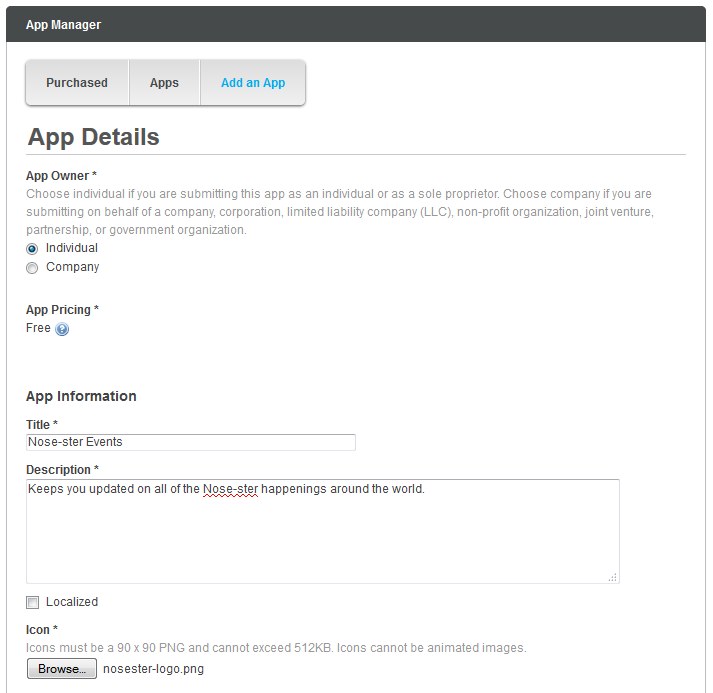 App Manager
Purchased
Apps
Add an App
App Details
App Owner *
Choose individual if you are submitting this app as an individual or as a sole proprietor. Choose company if you are
submitting on behalf of a company, corporation, limited liability company (LLC), non-profit organization, joint venture,
partnership, or government organization.
Individual
Company
App Pricing *
Free ?
App Information
Title *
Nose-ster Events
Description *
Keeps you updated on all of the Nose-ster happenings around the world.
Localized
Icon *
Icons must be a 90 x 90 PNG and cannot exceed 512KB. Icons cannot be animated images.
Browse... nosester-logo.png